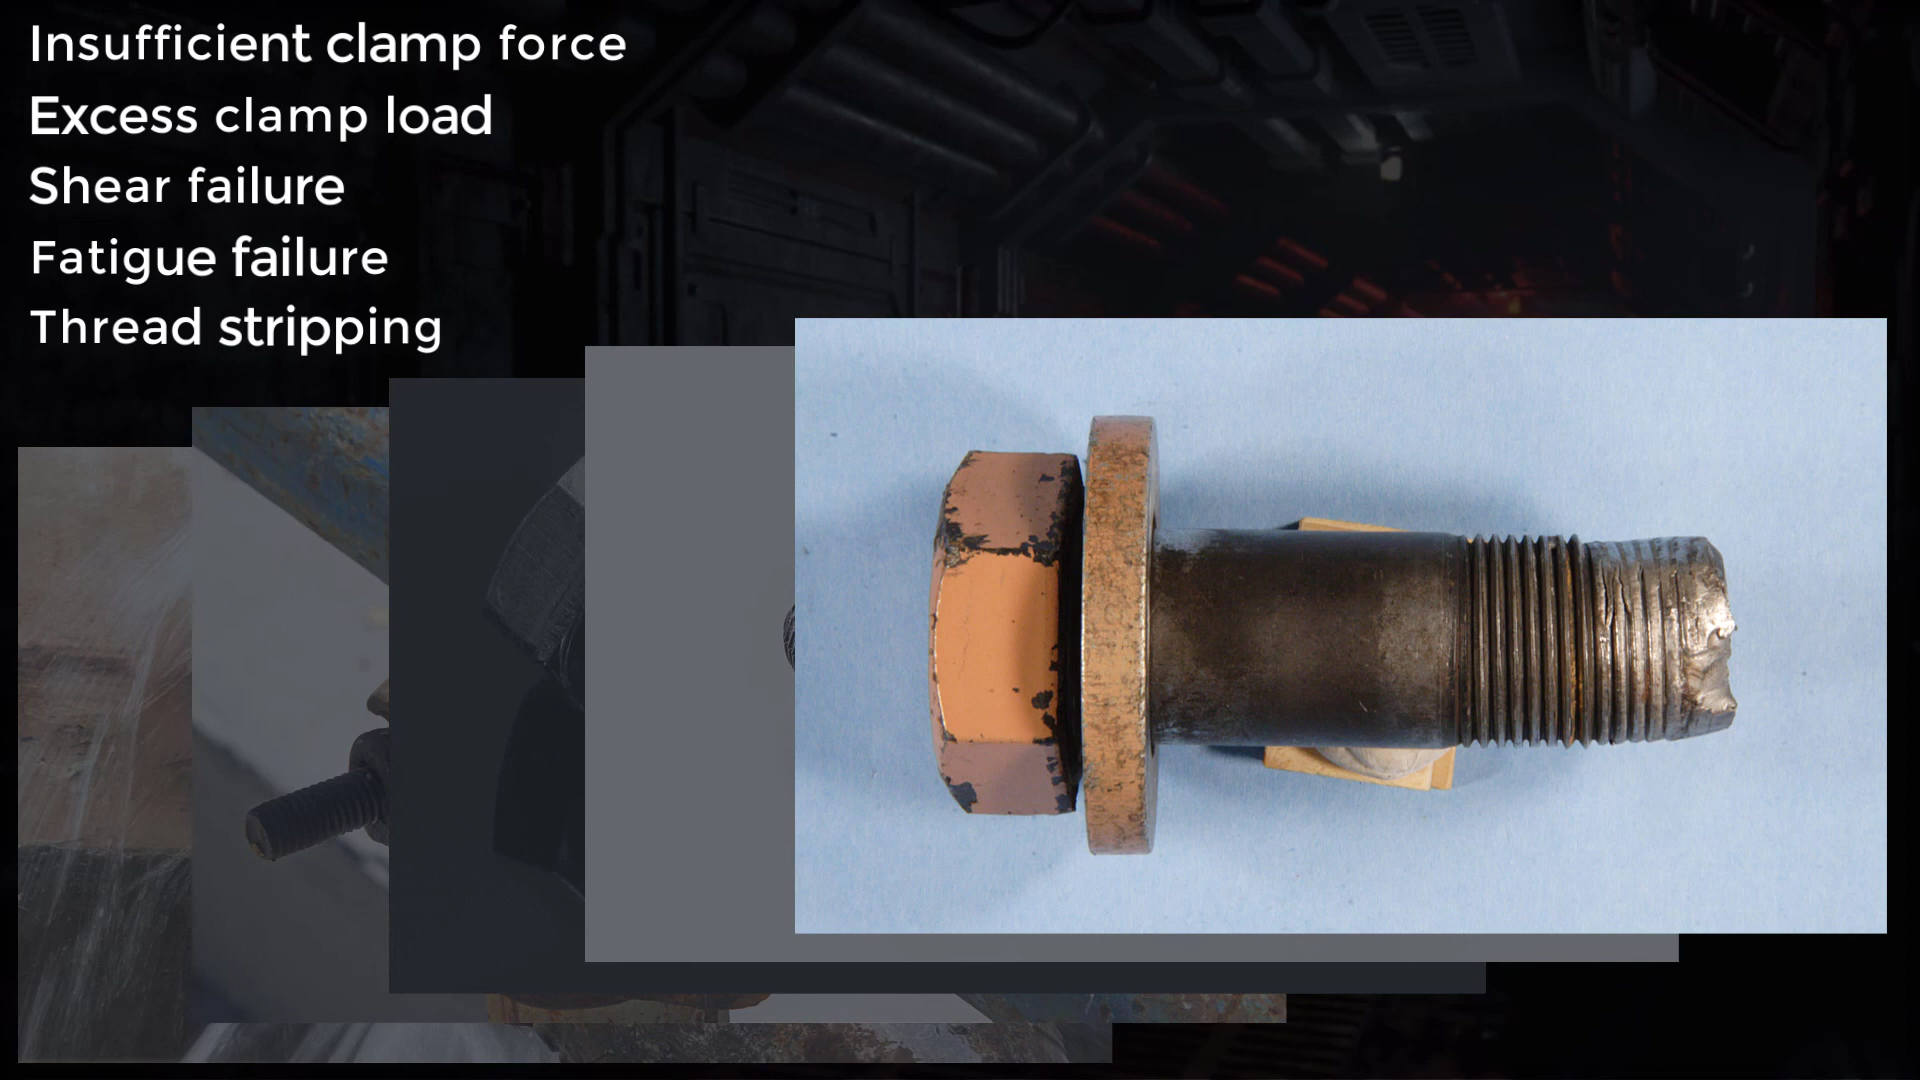 Insufficient clamp force
Excess clamp load
Shear failure
Fatigue failure
Thread stripping